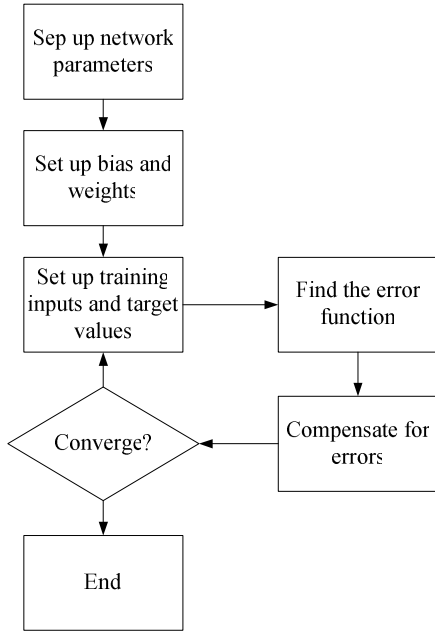 Sep up network
parameters
Set up bias and
weights
Set up training
inputs and target
values
Find the error
function
Compensate for
errors
Converge?
End